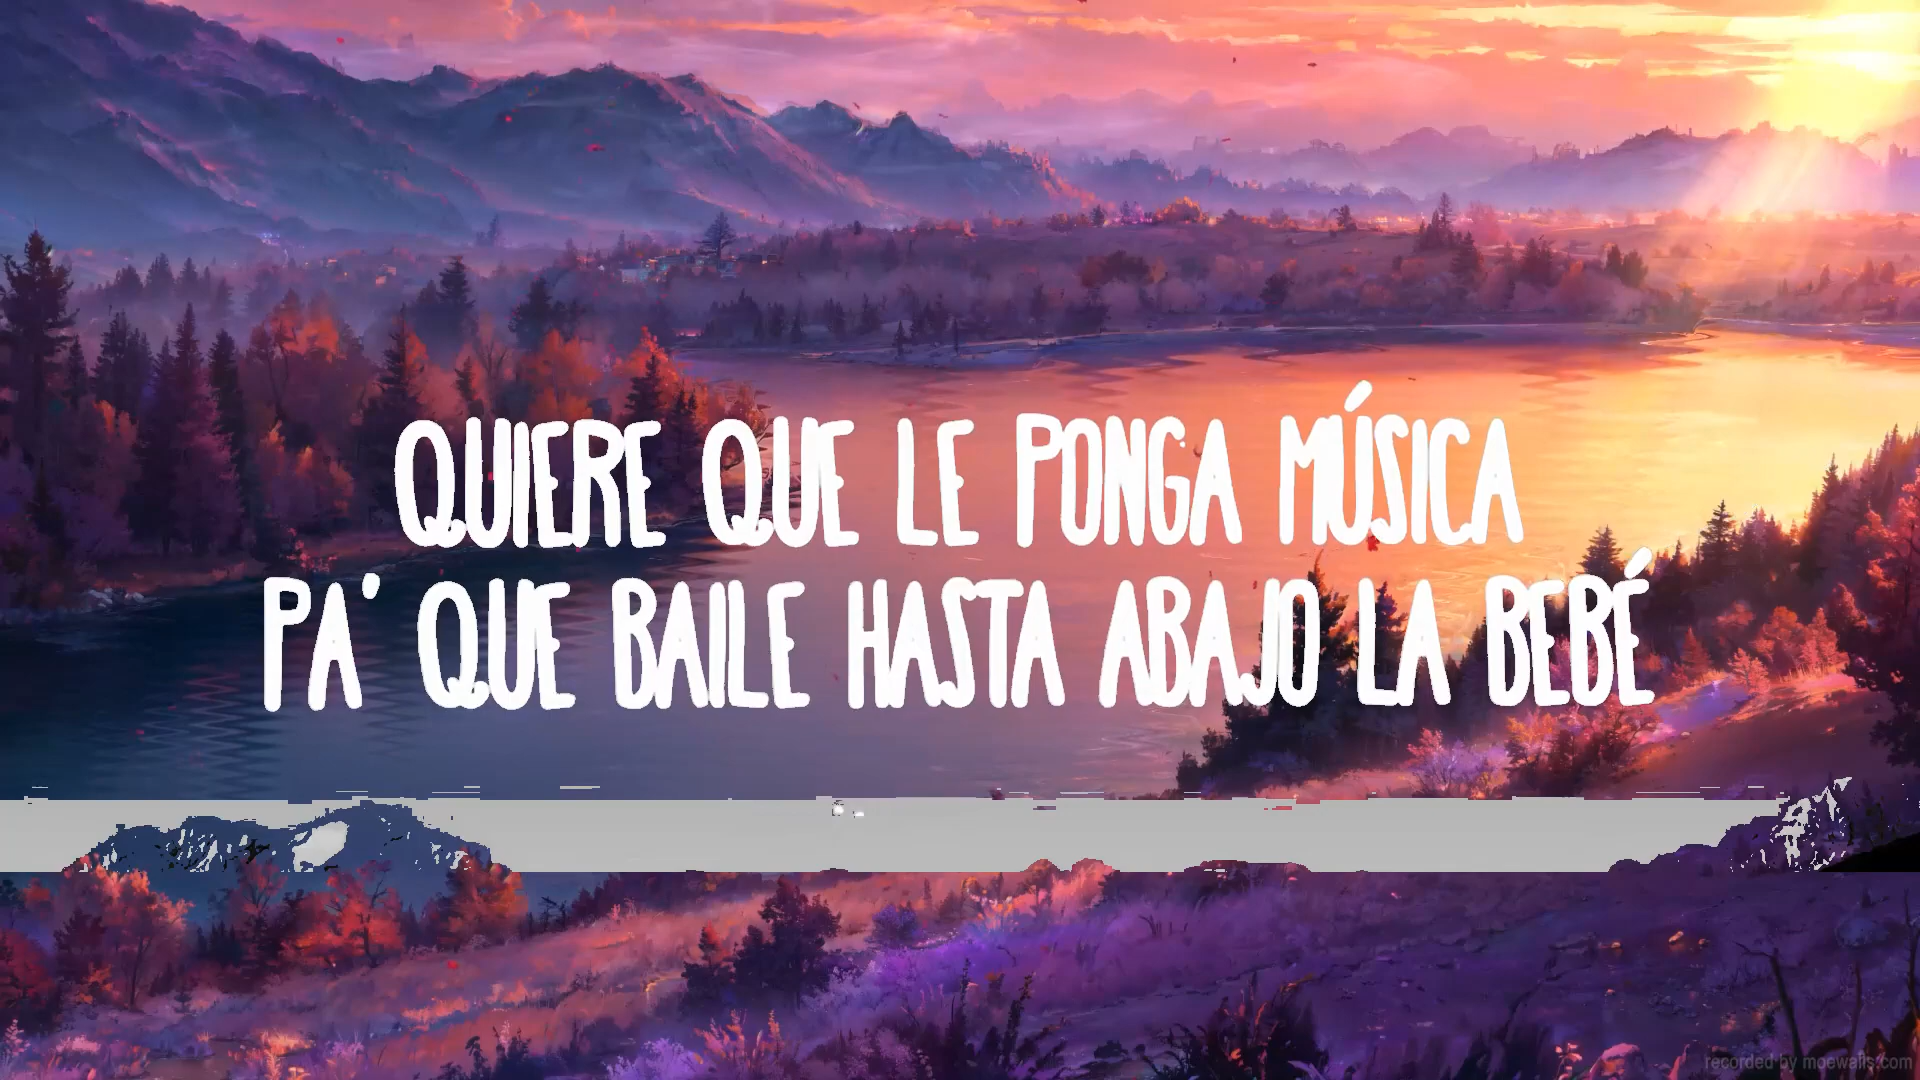 QUIERE QUE LE PONGA MÚSICA
PA' QUE BAILE HASTA ABAJO LA BEBÉ
recorded by moewalls.com